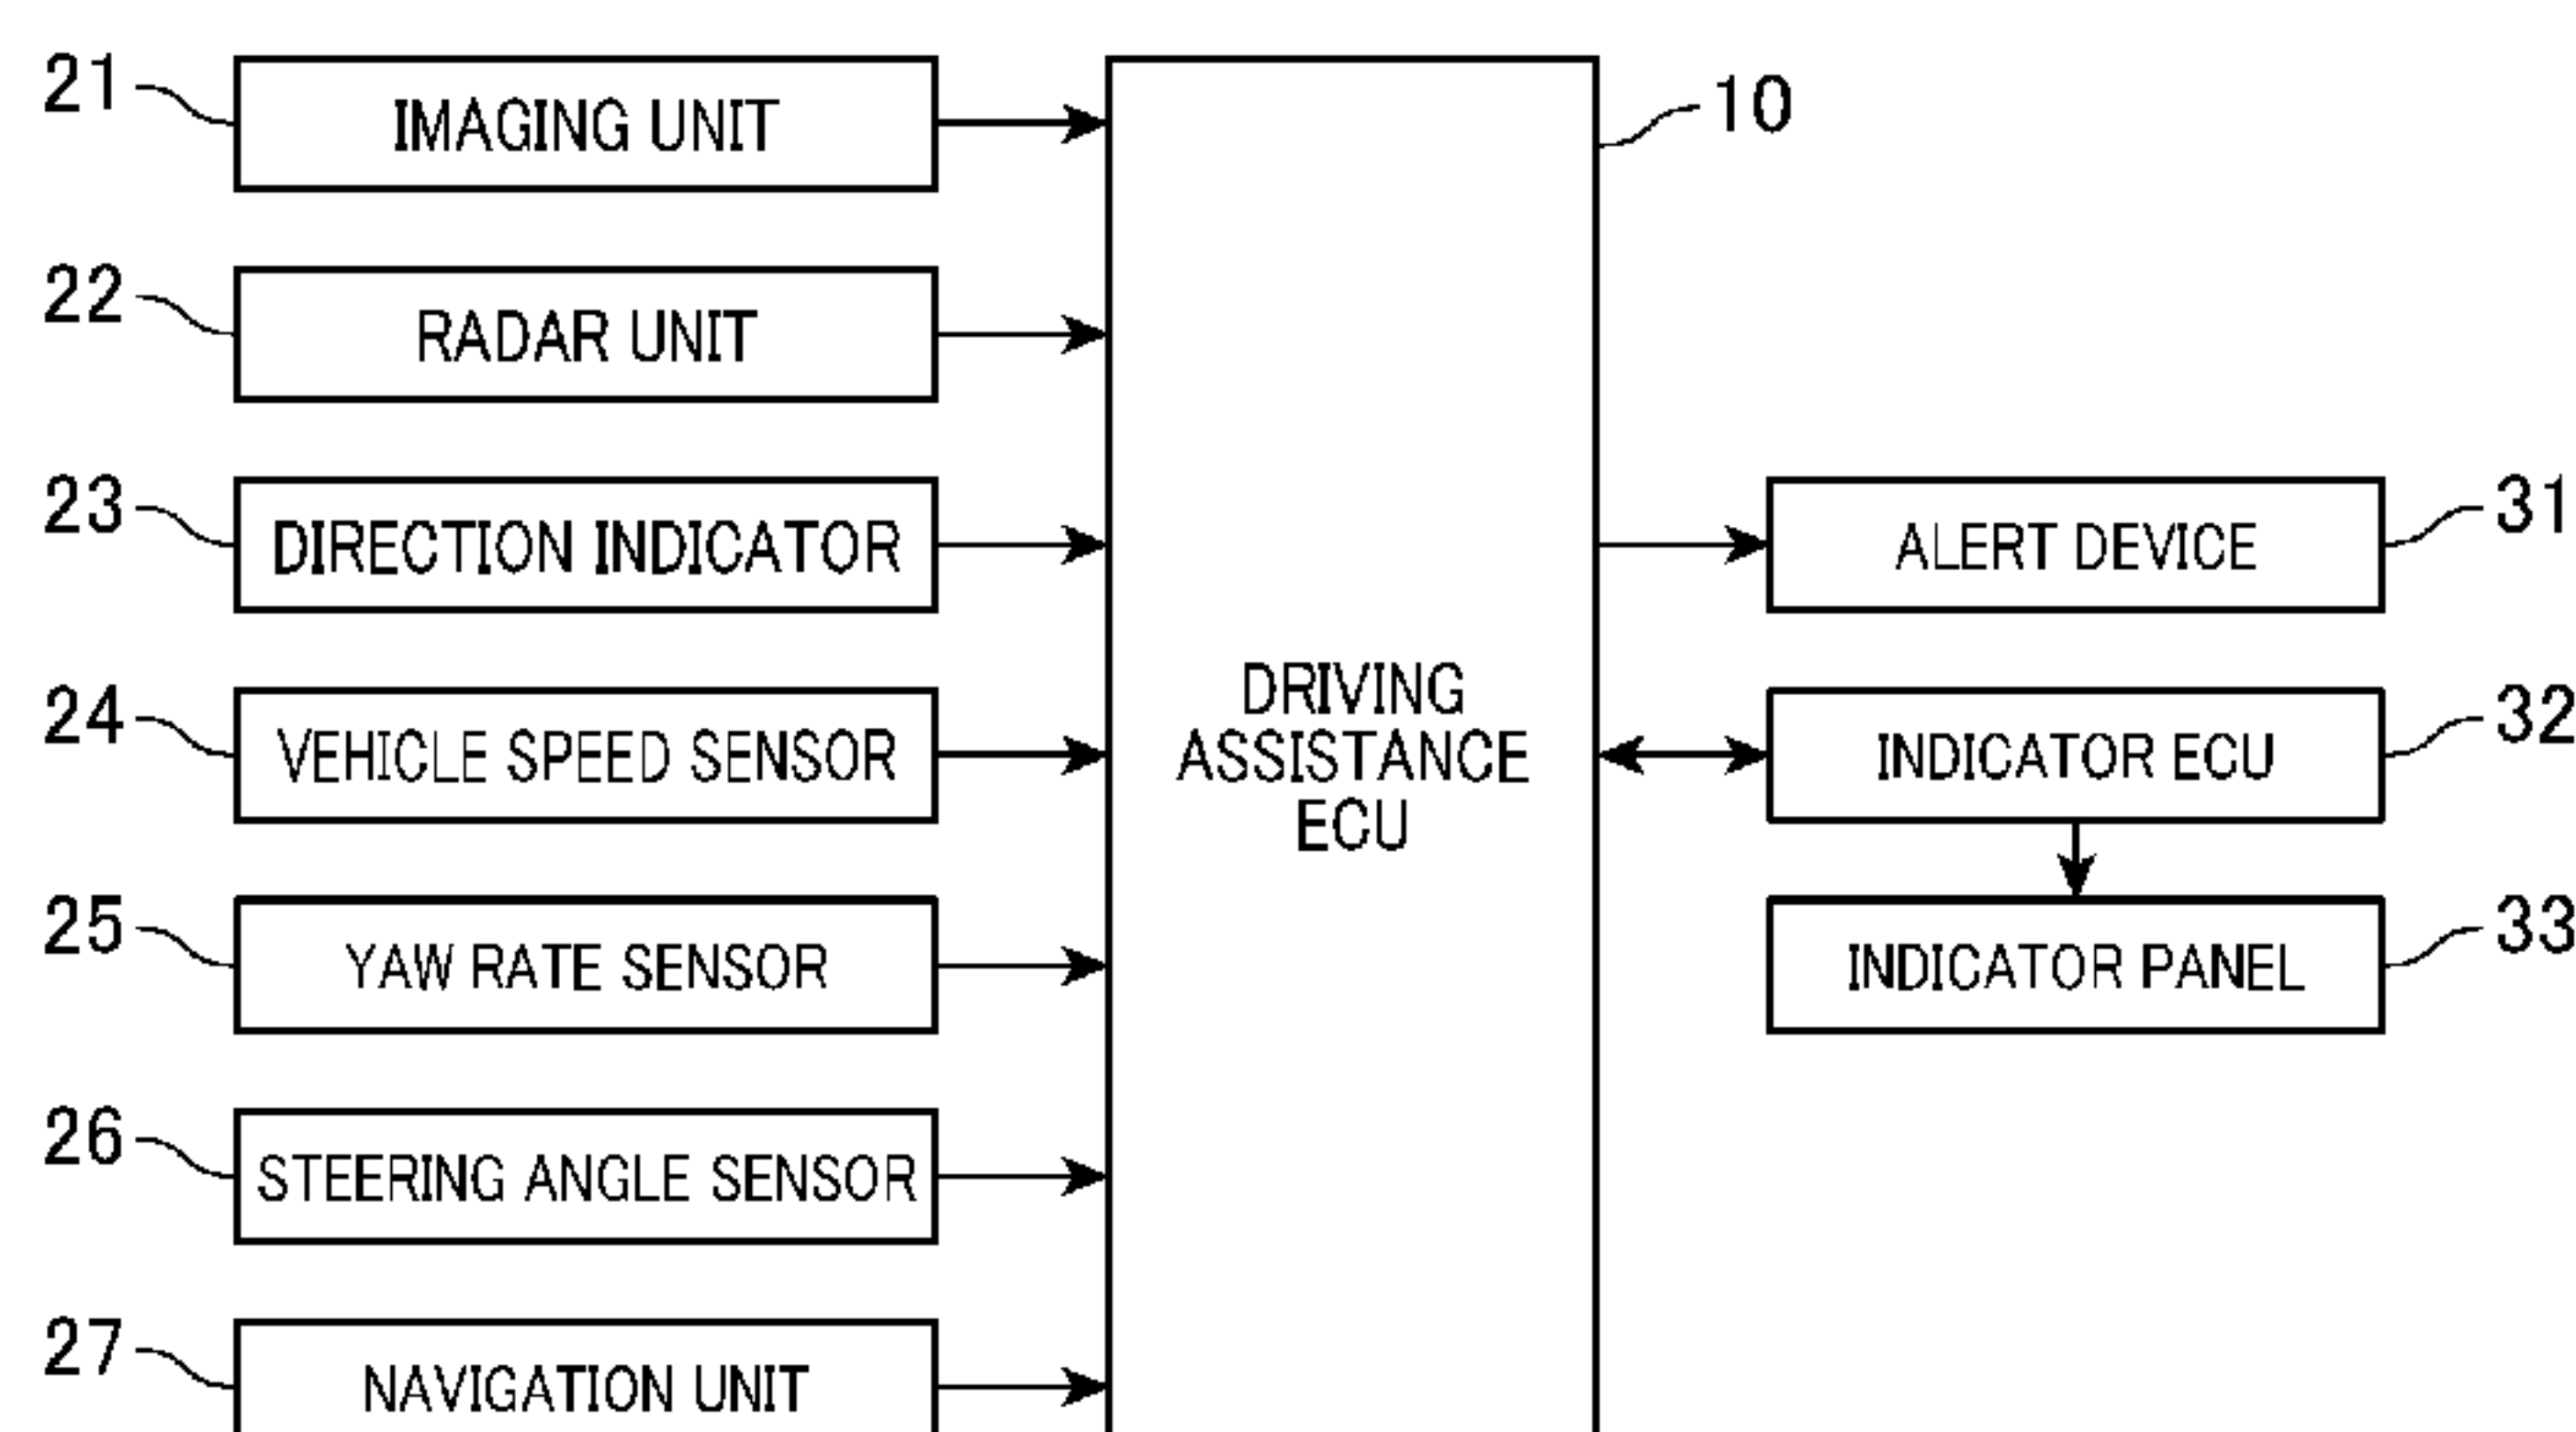 21
IMAGING UNIT
10
22
RADAR UNIT
23
DIRECTION INDICATOR
ALERT DEVICE
31
24
VEHICLE SPEED SENSOR
DRIVING
ASSISTANCE
ECU
INDICATOR ECU
32
25
YAW RATE SENSOR
INDICATOR PANEL
33
26
STEERING ANGLE SENSOR
27
NAVIGATION UNIT